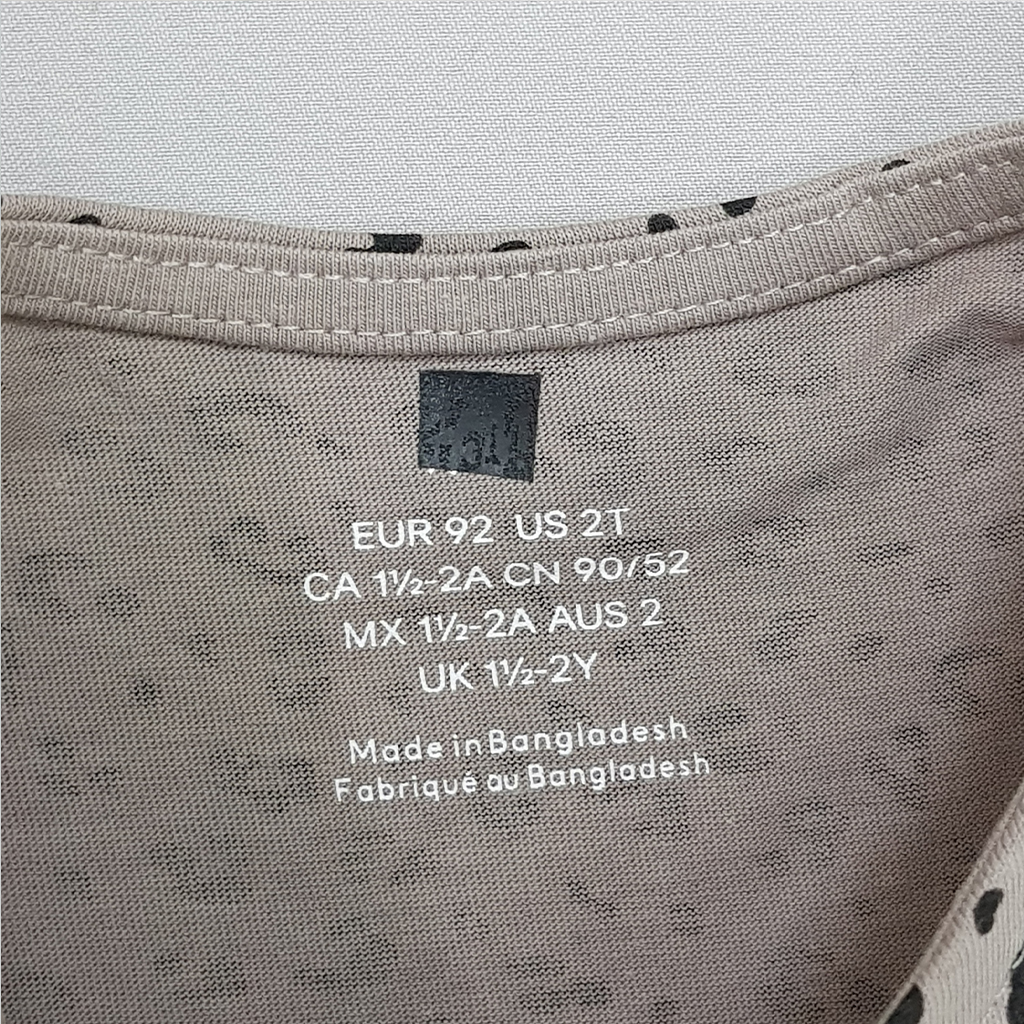 EUR 92 US 2T
CA 1½-2A CN 90/52
MX 1½-2A AUS 2
UK 1½-2Y
Made in Bangladesh
Fabriqué au Bangladesh